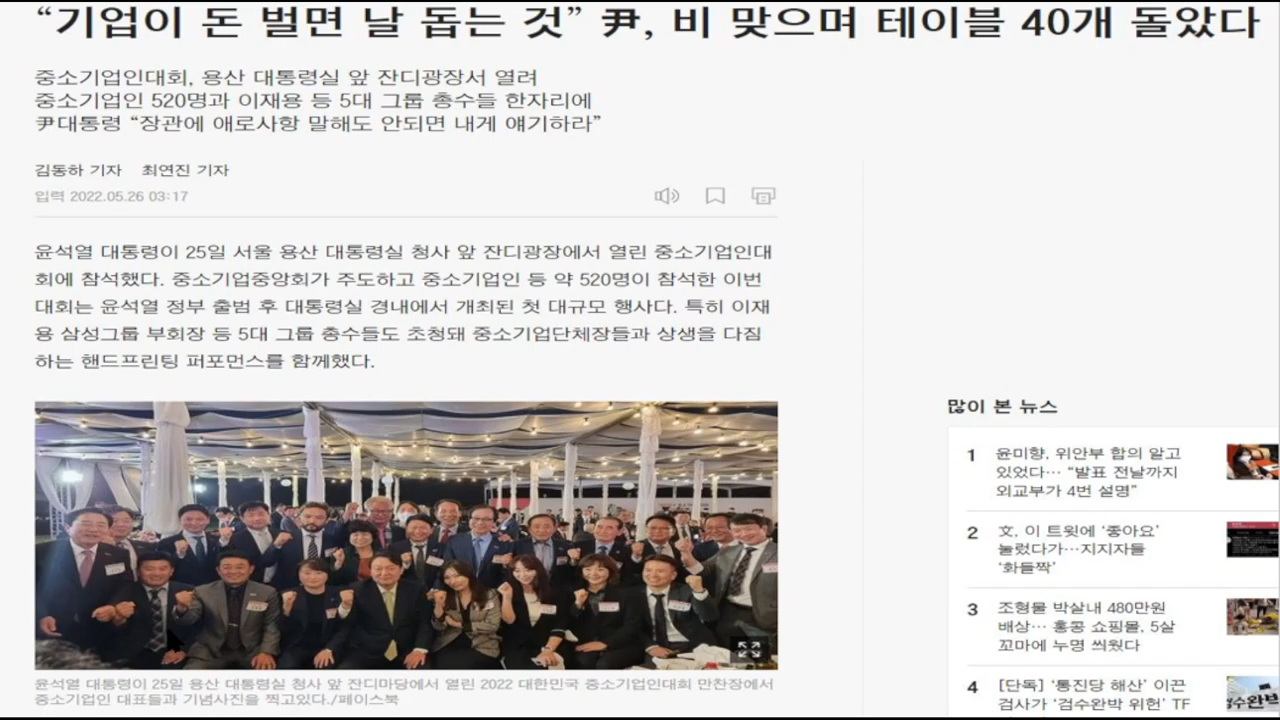 “기업이 돈 벌면 날 돕는 것” 尹, 비 맞으며 테이블 40개 돌았다
중소기업인대회, 용산 대통령실 앞 잔디광장서 열려
중소기업인 520명과 이재용 등 5대 그룹 총수들 한자리에
尹대통령 “장관에 애로사항 말해도 안되면 내게 얘기하라”
김동하 기자 최연진 기자
입력 2022.05.26 03:17
윤석열 대통령이 25일 서울 용산 대통령실 청사 앞 잔디광장에서 열린 중소기업인대
회에 참석했다. 중소기업중앙회가 주도하고 중소기업인 등 약 520명이 참석한 이번
대회는 윤석열 정부 출범 후 대통령실 경내에서 개최된 첫 대규모 행사다. 특히 이재
용 삼성그룹 부회장 등 5대 그룹 총수들도 초청돼 중소기업단체장들과 상생을 다짐
하는 핸드프린팅 퍼포먼스를 함께했다.
윤석열 대통령이 25일 용산 대통령실 청사 앞 잔디마당에서 열린 2022 대한민국 중소기업인대회 만찬장에서
중소기업인 대표들과 기념사진을 찍고있다./페이스북
많이 본 뉴스
1 윤미향, 위안부 합의 알고
있었다… “발표 전날까지
외교부가 4번 설명”
2 文, 이 트윗에 ‘좋아요’
눌렀다가…지지자들
‘화들짝’
3 조형물 박살내 480만원
배상… 홍콩 쇼핑몰, 5살
꼬마에 누명 씌웠다
4 [단독] ‘통진당 해산’ 이끈
검사가 ‘검수완박 위헌’ TF
검수완박